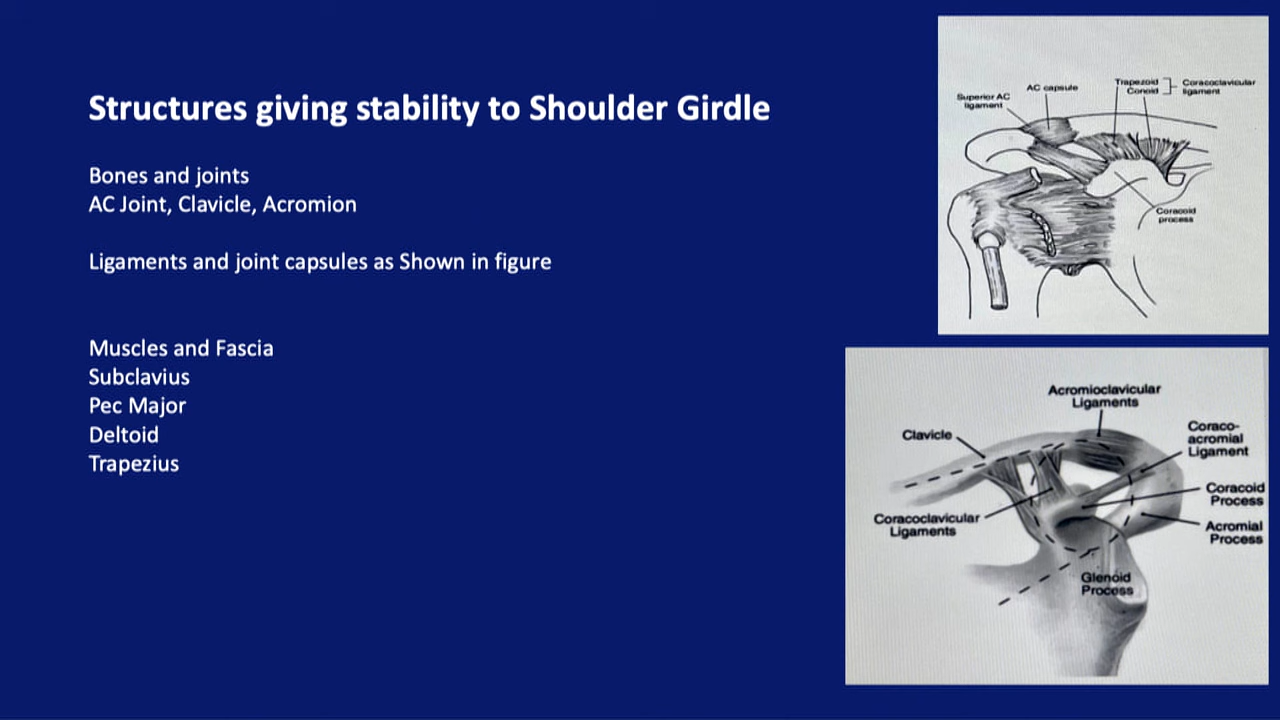 Structures giving stability to Shoulder Girdle
Bones and joints
AC Joint, Clavicle, Acromion
Ligaments and joint capsules as Shown in figure
Muscles and Fascia
Subclavius
Pec Major
Deltoid
Trapezius
Superior AC
ligament
AC capsule
Trapezoid
Conoid
Coracoclavicular
ligament
Coracoid
process
Acromioclavicular
Ligaments
Clavicle
Coraco-
acromial
Ligament
Coracoid
Process
Coracoclavicular
Ligaments
Acromial
Process
Glenoid
Process